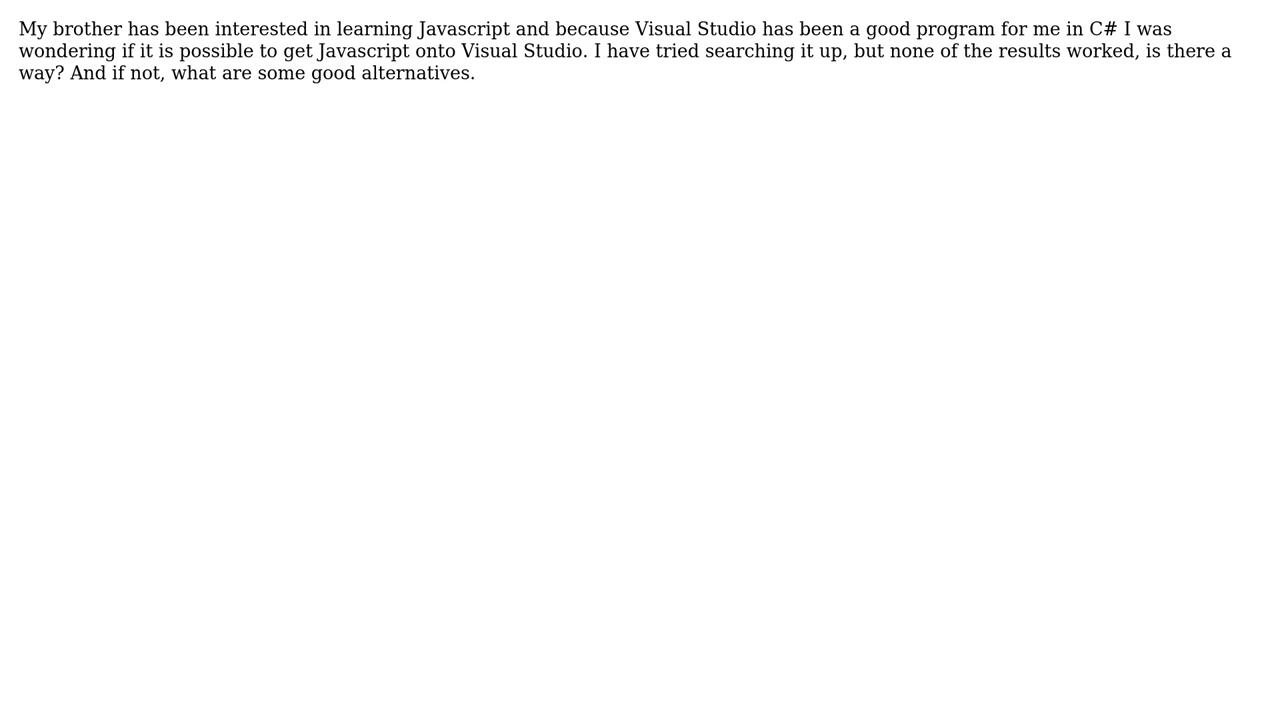 My brother has been interested in learning Javascript and because Visual Studio has been a good program for me in C# I was
wondering if it is possible to get Javascript onto Visual Studio. I have tried searching it up, but none of the results worked, is there a
way? And if not, what are some good alternatives.